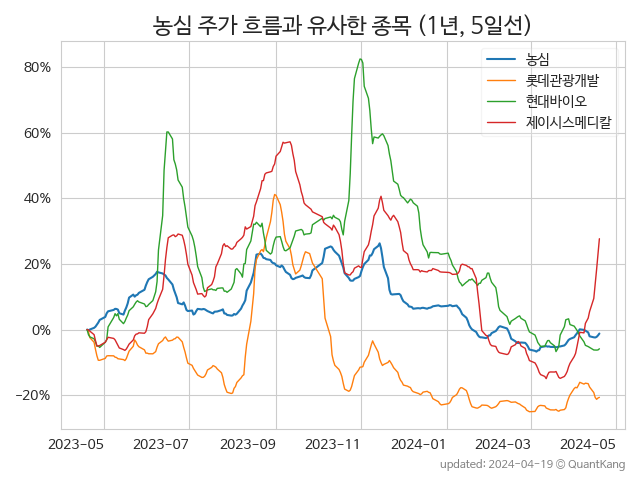 농심 주가 흐름과 유사한 종목 (1년, 5일선)
농심
롯데관광개발
현대바이오
제이시스메디칼
80%
60%
40%
20%
0%
−20%
2023-05 2023-07 2023-09 2023-11 2024-01 2024-03 2024-05
updated: 2024-04-19 © QuantKang